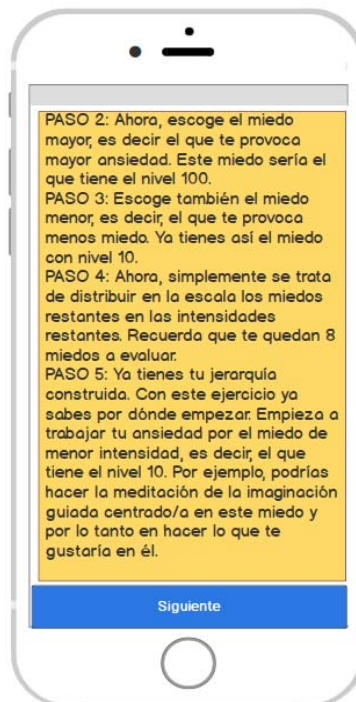 PASO 2: Ahora, escoge el miedo
mayor, es decir el que te provoca
mayor ansiedad. Este miedo sería el
que tiene el nivel 100.
PASO 3: Escoge también el miedo
menor, es decir, el que te provoca
menos miedo. Ya tienes así el miedo
con nivel 10.
PASO 4: Ahora, simplemente se trata
de distribuir en la escala los miedos
restantes en las intensidades
restantes. Recuerda que te quedan 8
miedos a evaluar.
PASO 5: Ya tienes tu jerarquía
construida. Con este ejercicio ya
sabes por dónde empezar. Empieza a
trabajar tu ansiedad por el miedo de
menor intensidad, es decir, el que
tiene el nivel 10. Por ejemplo, podrías
hacer la meditación de la imaginación
guiada centrado/a en este miedo y
por lo tanto en hacer lo que te
gustaría en él.
Siguiente